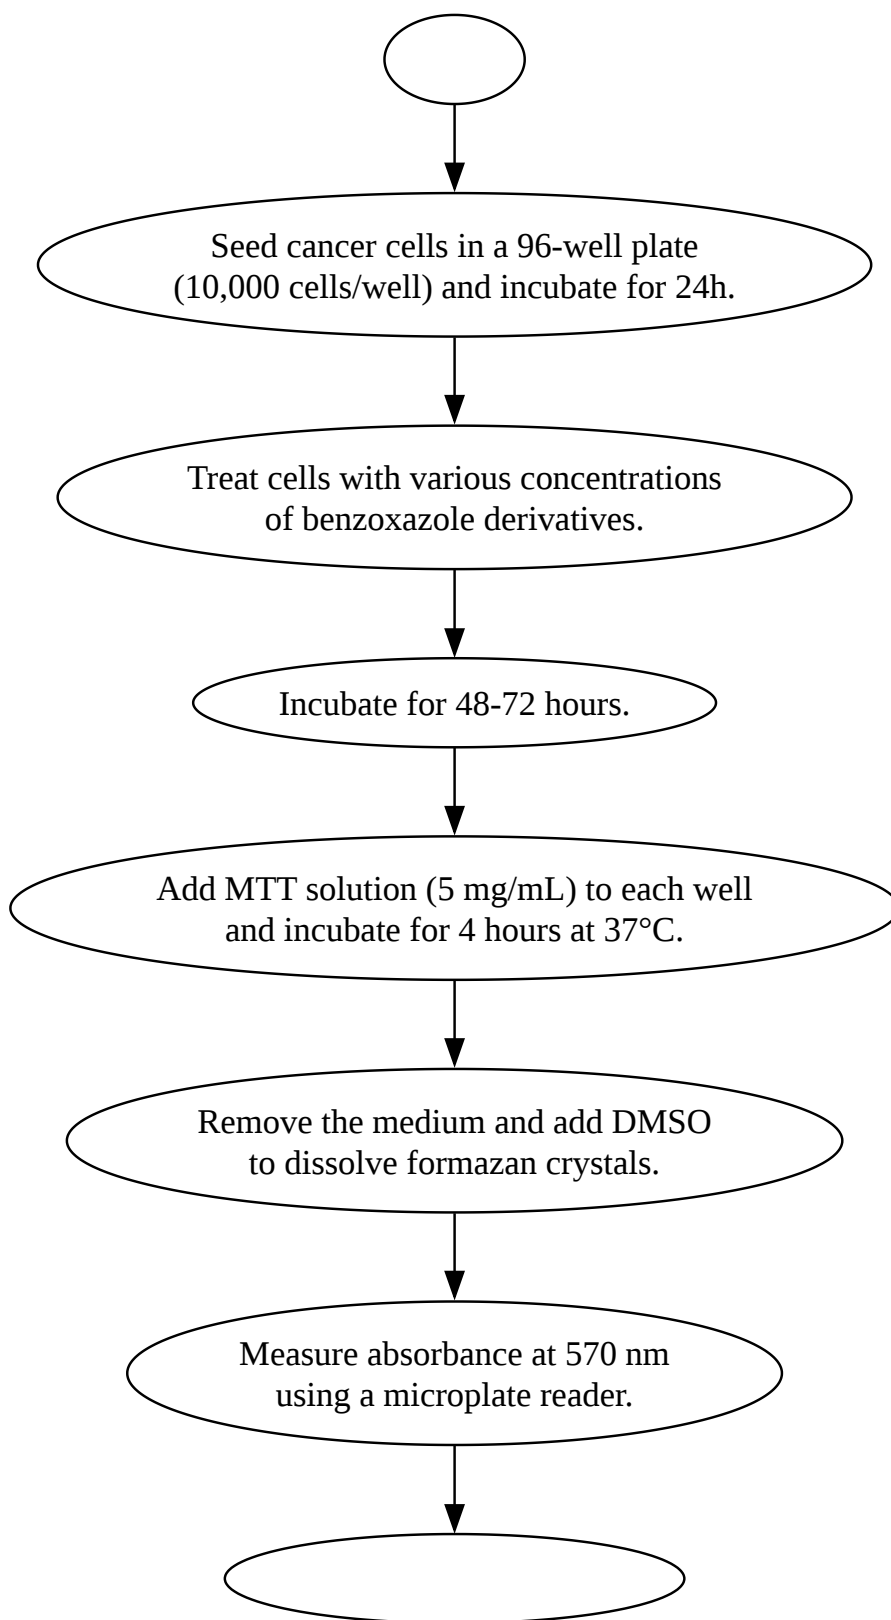 Seed cancer cells in a 96-well plate
(10,000 cells/well) and incubate for 24h.
Treat cells with various concentrations
of benzoxazole derivatives.
Incubate for 48-72 hours.
Add MTT solution (5 mg/mL) to each well
and incubate for 4 hours at 37°C.
Remove the medium and add DMSO
to dissolve formazan crystals.
Measure absorbance at 570 nm
using a microplate reader.